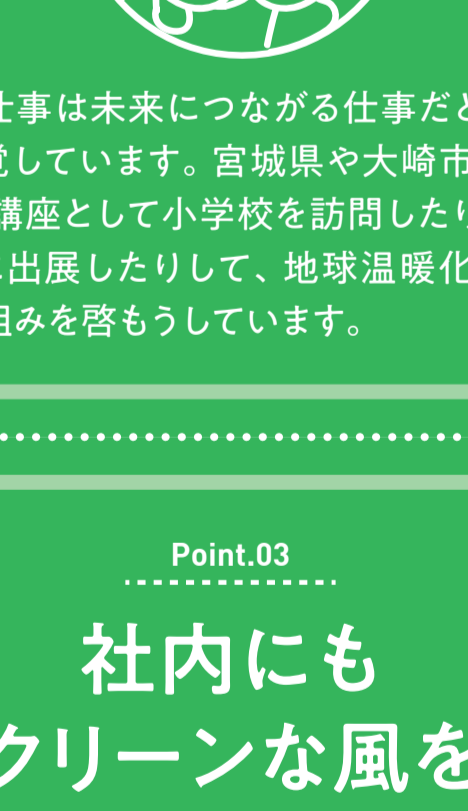 仕事は未来につながる仕事だと
覚しています。宮城県や大崎市
講座として小学校を訪問したり
に出展したりして、地球温暖化
組みを啓もうしています。
Point.03
社内にも
クリーンな風を